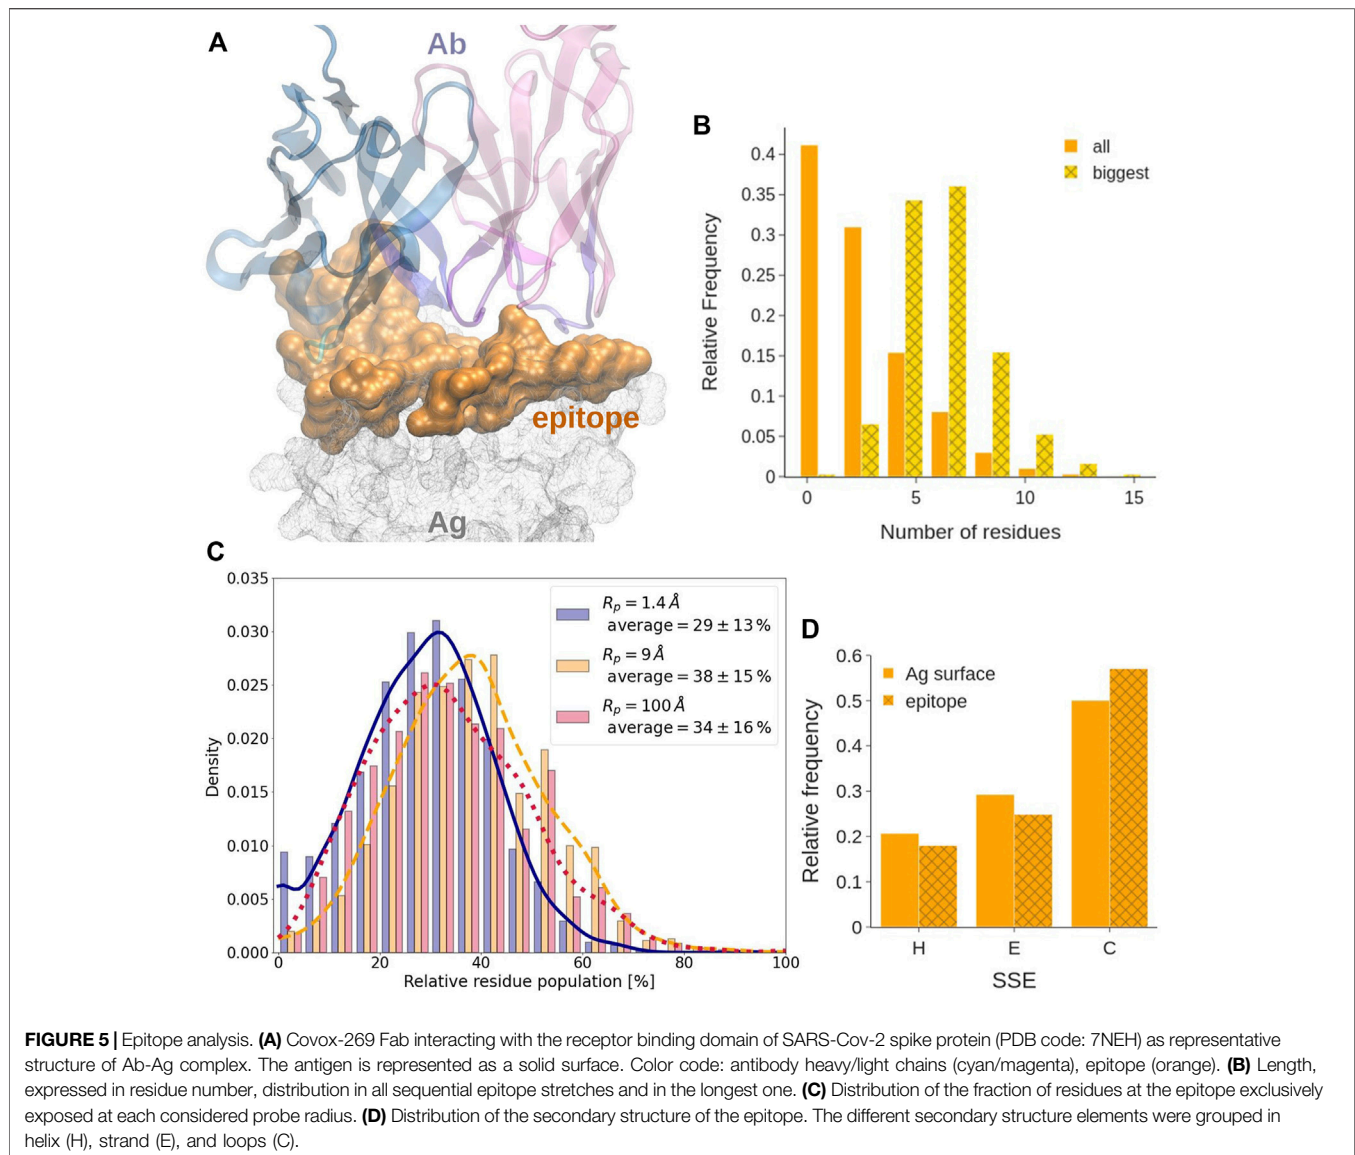 A
Ab
epitope
Ag
B
all
biggest
Relative Frequency
0.4
0.35
0.3
0.25
0.2
0.15
0.1
0.05
0
0 5 10 15
Number of residues
C
0.035
0.030
0.025
0.020
0.015
0.010
0.005
0.000
Density
Rp = 1.4 Å
average = 29 ± 13 %
Rp = 9 Å
average = 38 ± 15 %
Rp = 100 Å
average = 34 ± 16 %
0 20 40 60 80 100
Relative residue population [%]
D
Ag surface
epitope
Relative frequency
0.6
0.5
0.4
0.3
0.2
0.1
0
H E C
SSE
FIGURE 5 | Epitope analysis. (A) Covox-269 Fab interacting with the receptor binding domain of SARS-Cov-2 spike protein (PDB code: 7NEH) as representative
structure of Ab-Ag complex. The antigen is represented as a solid surface. Color code: antibody heavy/light chains (cyan/magenta), epitope (orange). (B) Length,
expressed in residue number, distribution in all sequential epitope stretches and in the longest one. (C) Distribution of the fraction of residues at the epitope exclusively
exposed at each considered probe radius. (D) Distribution of the secondary structure of the epitope. The different secondary structure elements were grouped in
helix (H), strand (E), and loops (C).